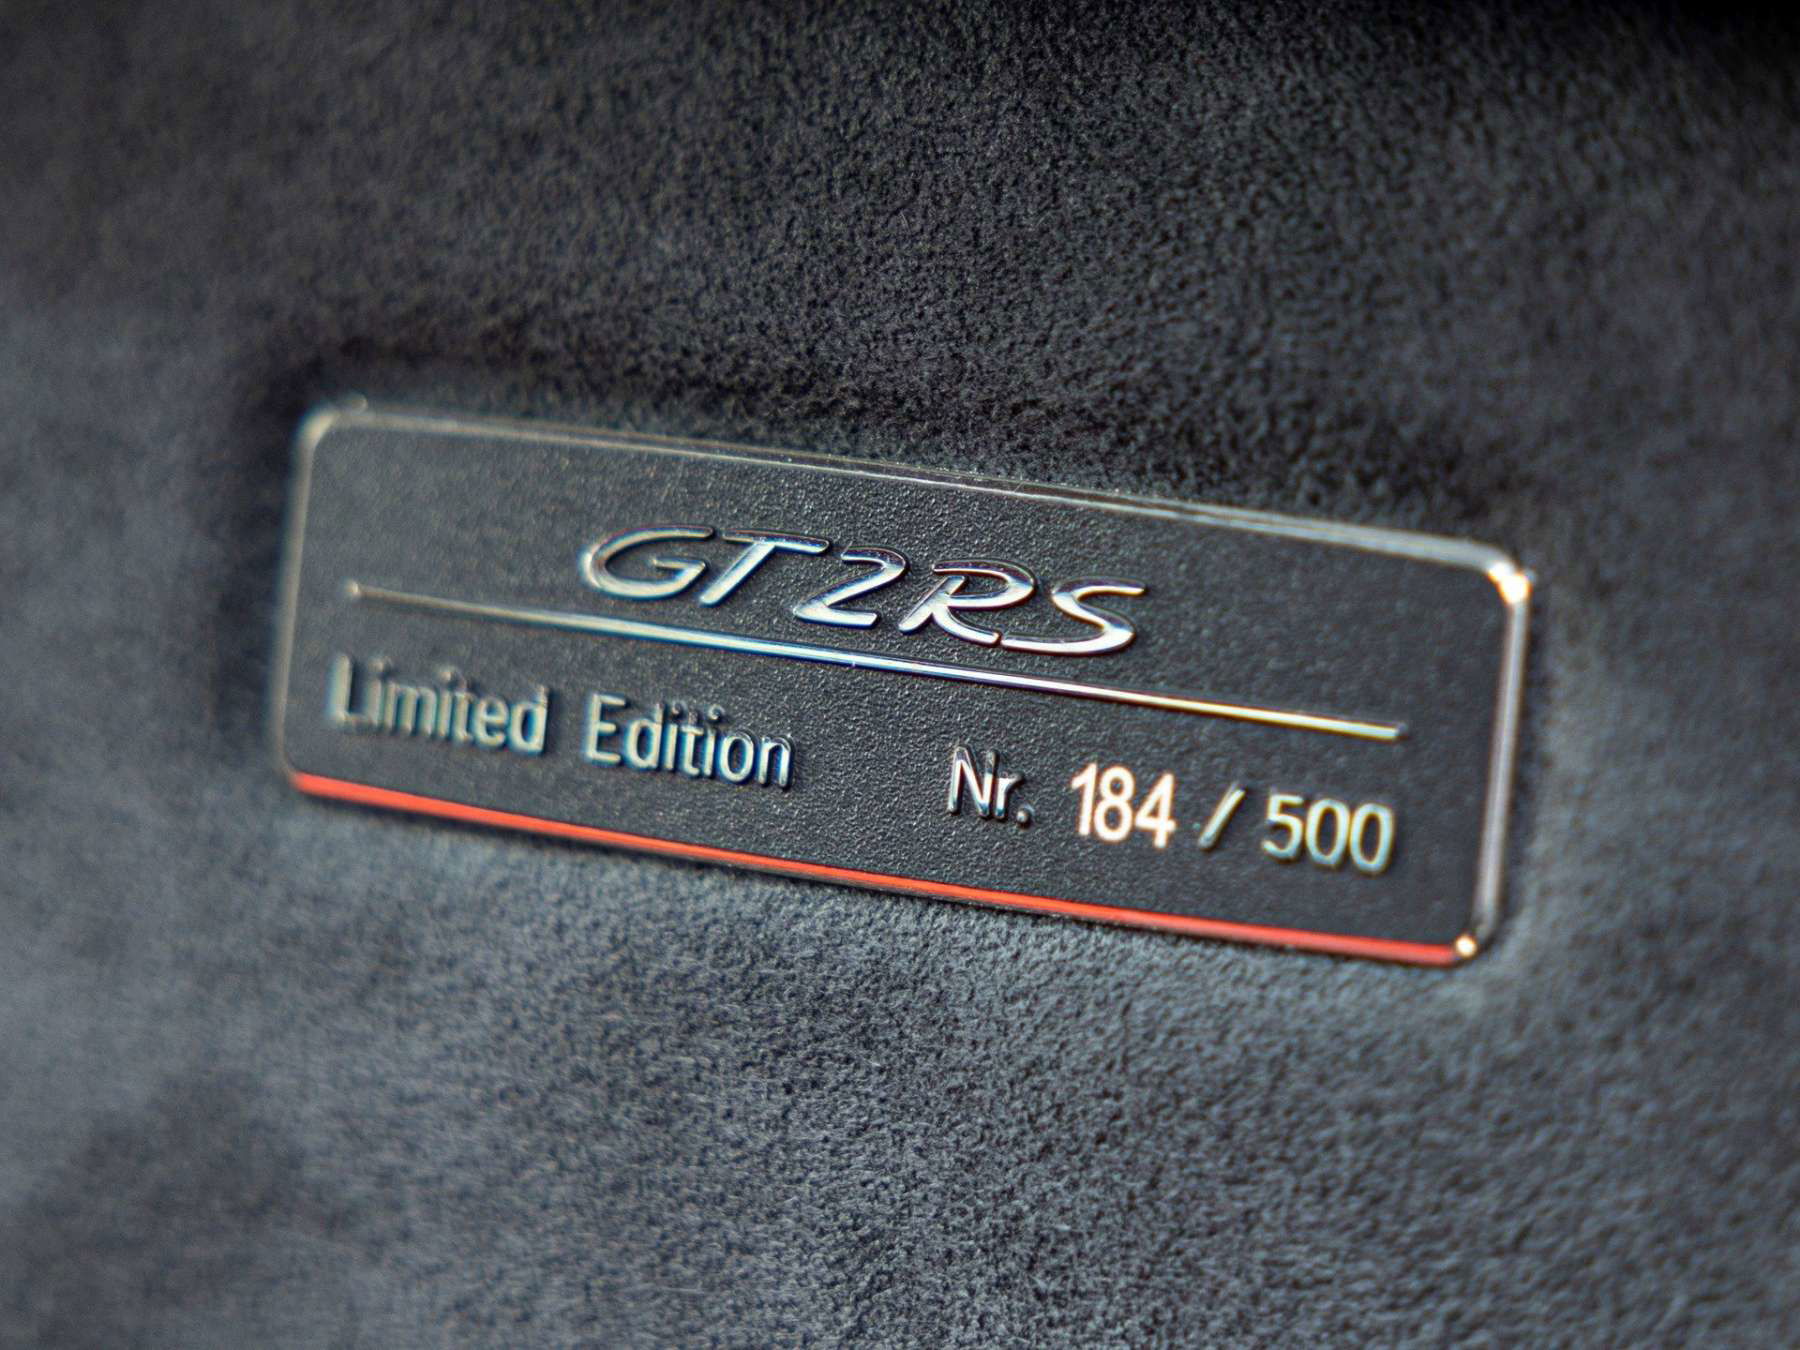 GT2RS
Limited Edition Nr. 184 / 500